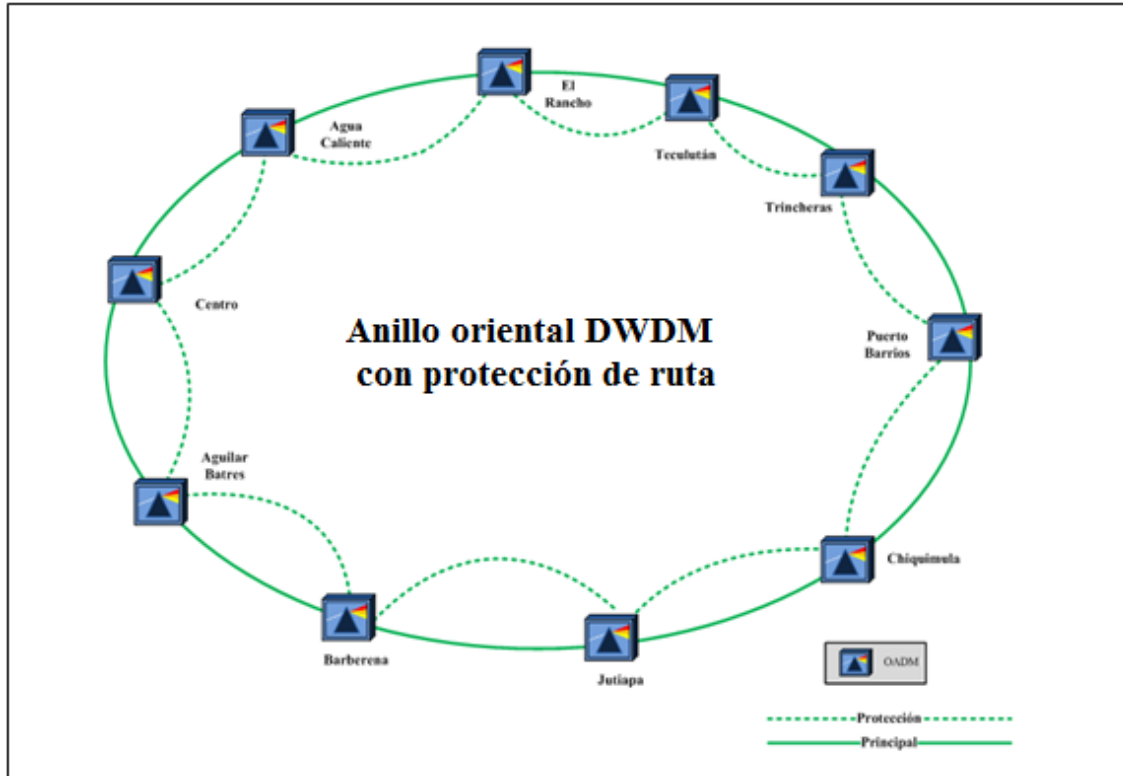 El
Rancho
Agua
Caliente
Teculután
Trincheras
Centro
Anillo oriental DWDM
con protección de ruta
Puerto
Barrios
Aguilar
Batres
Chiquimula
Barberena
Jutiapa
OADM
Protección
Principal